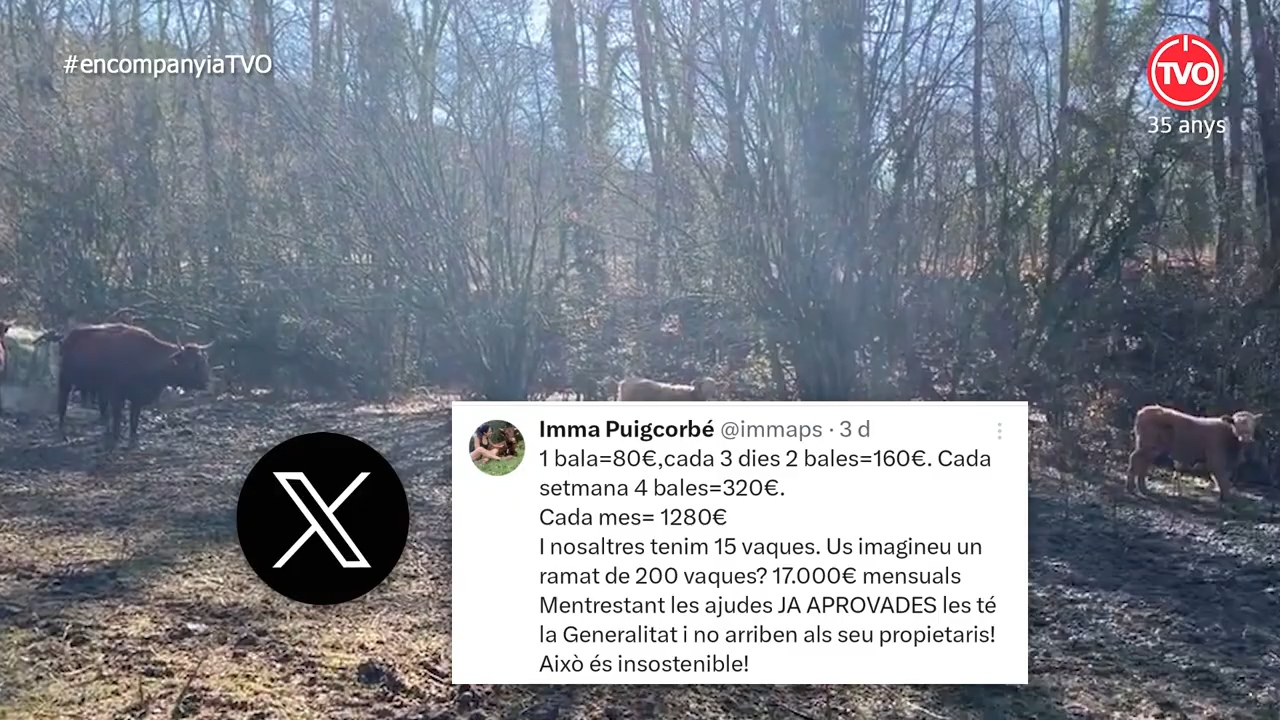 #encompanyiaTVO
TVO
35 anys
X
Imma Puigcorbé @immaps · 3 d
1 bala=80€,cada 3 dies 2 bales=160€. Cada
setmana 4 bales=320€.
Cada mes= 1280€
I nosaltres tenim 15 vaques. Us imagineu un
ramat de 200 vaques? 17.000€ mensuals
Mentrestant les ajudes JA APROVADES les té
la Generalitat i no arriben als seu propietaris!
Això és insostenible!